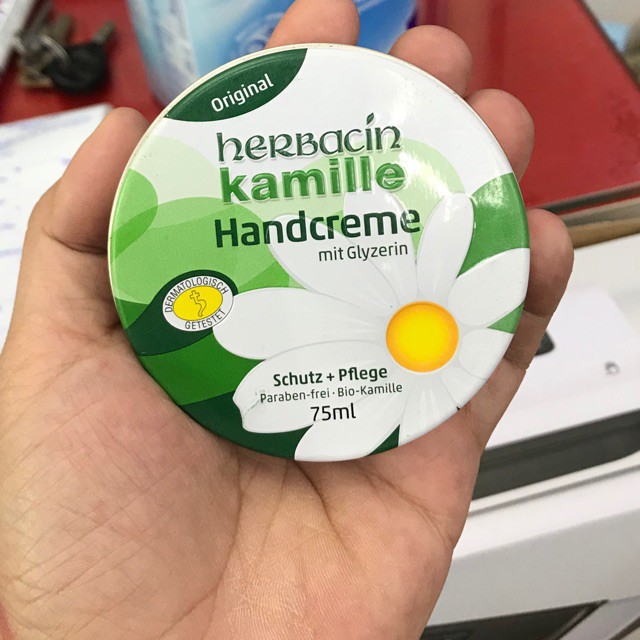 Original
herbacin
kamille
Handcreme
mit Glyzerin
DERMATOLOGISCH
GETESTET
Schutz + Pflege
Paraben-frei · Bio-Kamille
75ml